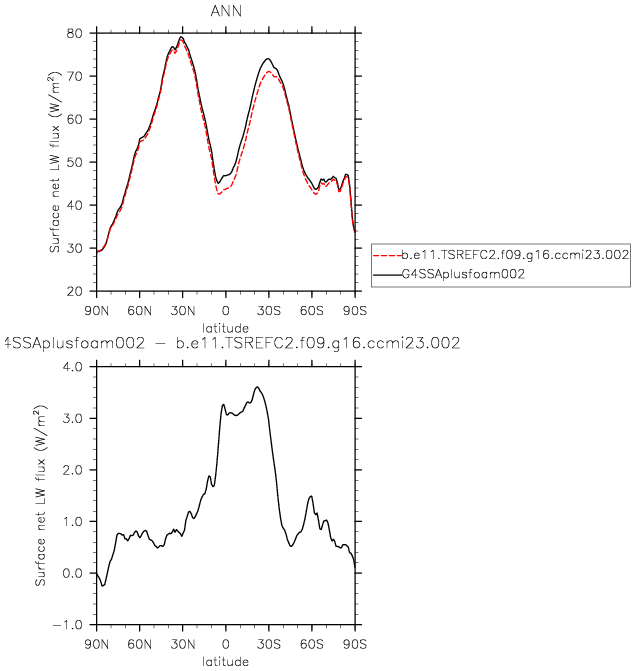 ANN
80
70
60
50
40
30
20
Surface net LW flux (W/m²)
90N 60N 30N 0 30S 60S 90S
latitude
b.e11.TSREFC2.f09.g16.ccmi23.002
G4SSAplusfoam002
4SSAplusfoam002 − b.e11.TSREFC2.f09.g16.ccmi23.002
4.0
3.0
2.0
1.0
0.0
−1.0
Surface net LW flux (W/m²)
90N 60N 30N 0 30S 60S 90S
latitude